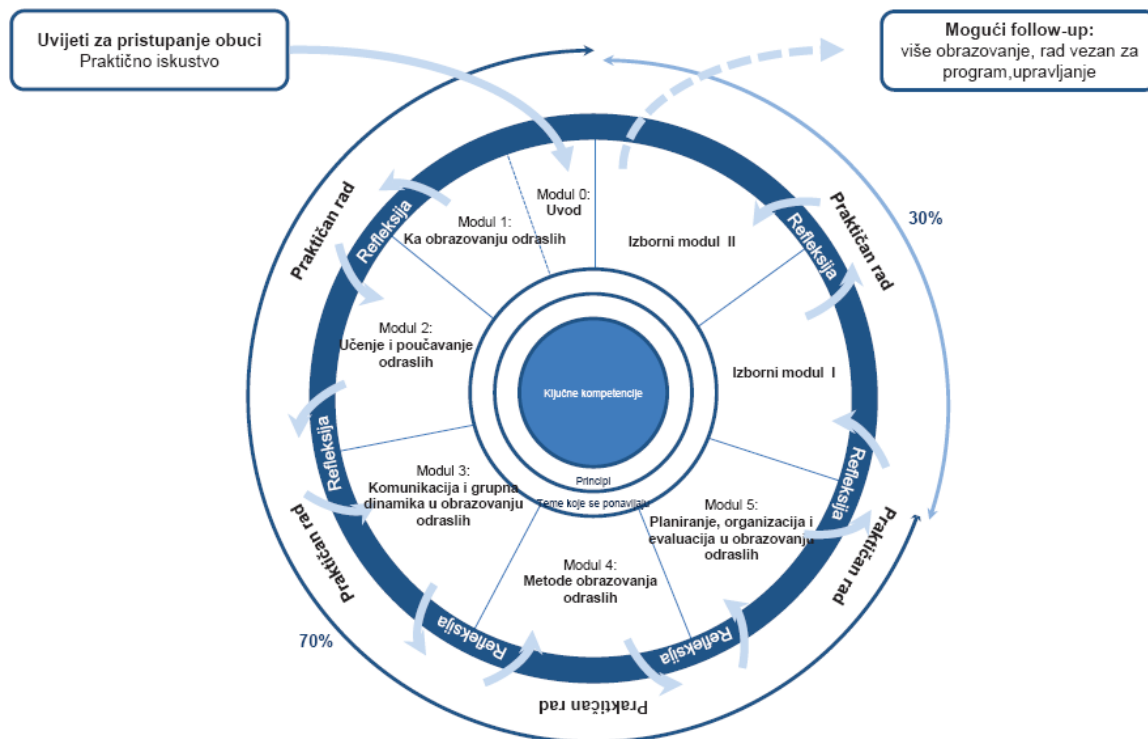 Uvijeti za pristupanje obuci
Praktično iskustvo
Mogući follow-up:
više obrazovanje, rad vezan za
program,upravljanje
Modul 0:
Uvod
Modul 1:
Ka obrazovanju odraslih
Modul 2:
Učenje i poučavanje
odraslih
Modul 3:
Komunikacija i grupna
dinamika u obrazovanju
odraslih
Modul 4:
Metode obrazovanja
odraslih
Modul 5:
Planiranje, organizacija i
evaluacija u obrazovanju
odraslih
Izborni modul I
Izborni modul II
Ključne kompetencije
Principi
Teme koje se ponavljaju
Refleksija
Refleksija
Refleksija
Refleksija
Refleksija
Refleksija
Praktičan rad
Praktičan rad
Praktičan rad
Praktičan rad
Praktičan rad
70%
30%